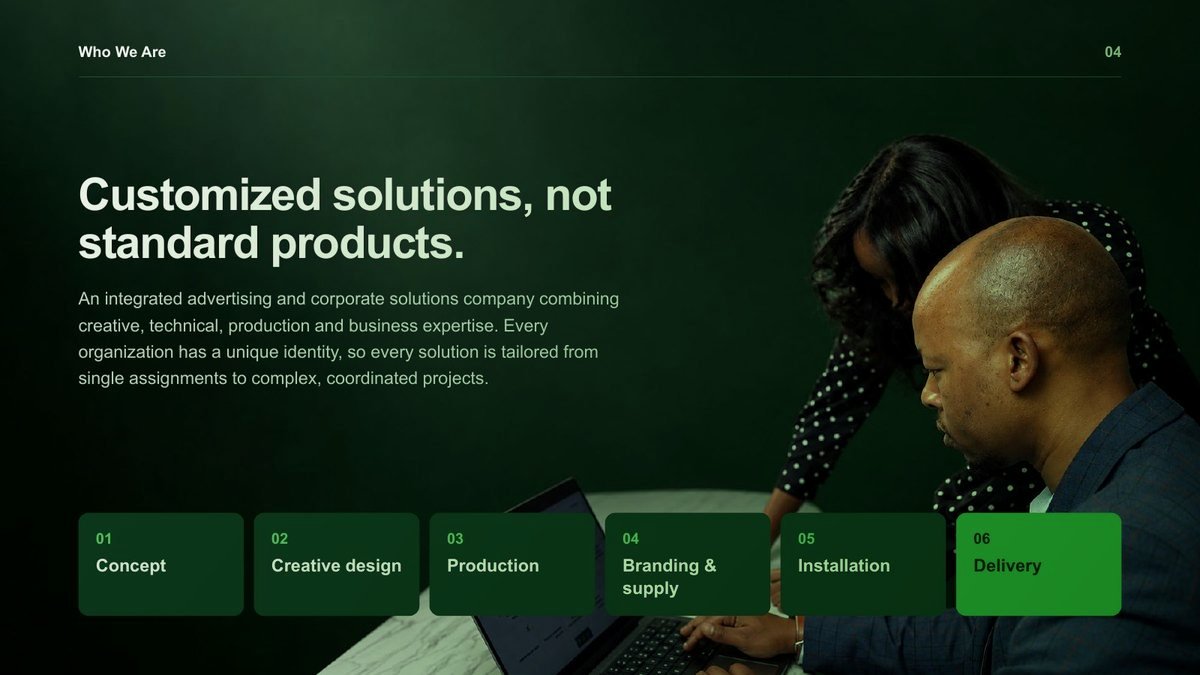 Who We Are
04
Customized solutions, not
standard products.
An integrated advertising and corporate solutions company combining
creative, technical, production and business expertise. Every
organization has a unique identity, so every solution is tailored from
single assignments to complex, coordinated projects.
01
Concept
02
Creative design
03
Production
04
Branding &
supply
05
Installation
06
Delivery